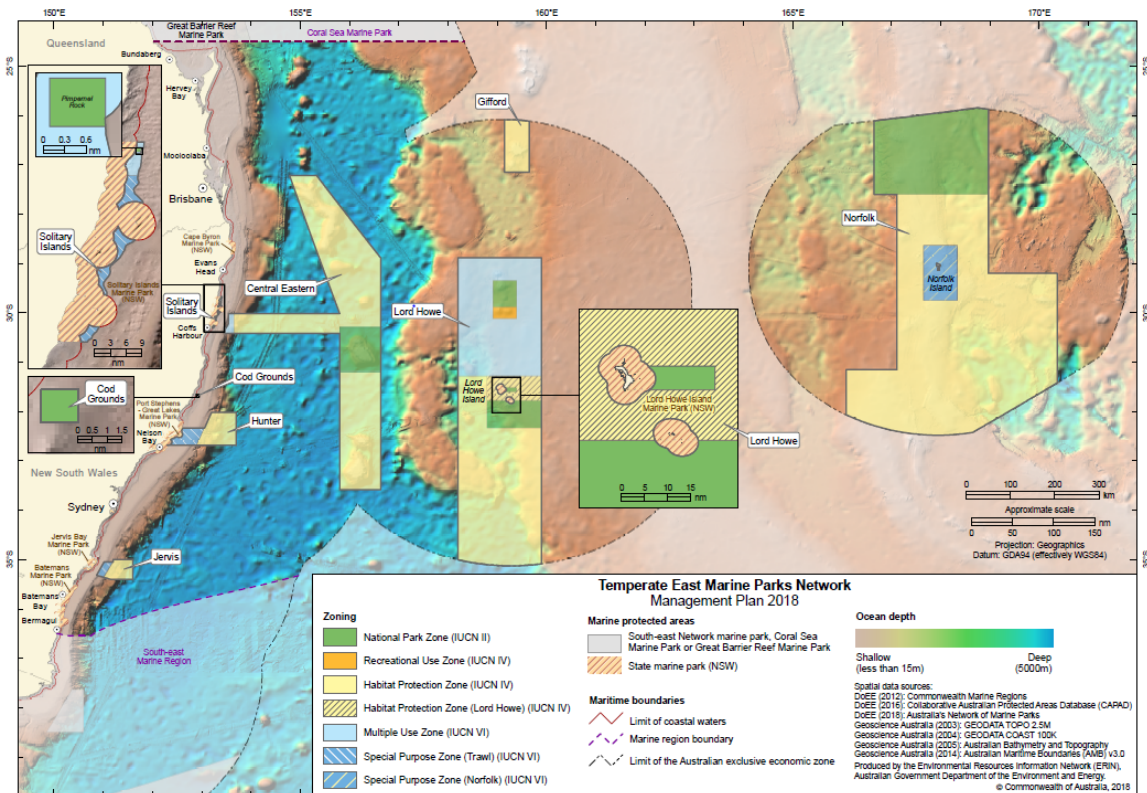 150°E
155°E
160°E
165°E
170°E
Great Barrier Reef
Marine Park
Coral Sea Marine Park
Queensland
Bundaberg
25°S
25°S
Hervey
Bay
Pimpernel
Rock
0 0.3 0.6
nm
Mooloolaba
Brisbane
Gifford
Norfolk
Norfolk
Island
Solitary
Islands
Cape Byron
Marine Park
(NSW)
Evans
Head
Solitary Islands
Marine Park
(NSW)
Central Eastern
Solitary
Islands
Lord Howe
30°S
30°S
Coffs
Harbour
0 3 6 9
nm
Cod Grounds
Cod
Grounds
0 0.5 1 1.5
nm
Port Stephens
- Great Lakes
Marine Park
(NSW)
Nelson
Bay
Hunter
Lord
Howe
Island
Lord Howe Island
Marine Park (NSW)
Lord Howe
0 5 10 15
nm
New South Wales
Sydney
0 100 200 300
km
Approximate scale
0 50 100 150
nm
Projection: Geographics
Datum: GDA94 (effectively WGS84)
Jervis Bay
Marine Park
(NSW)
Jervis
35°S
35°S
Batemans
Marine Park
(NSW)
Batemans
Bay
Bermagui
South-east
Marine Region
Temperate East Marine Parks Network
Management Plan 2018
Zoning
National Park Zone (IUCN II)
Recreational Use Zone (IUCN IV)
Habitat Protection Zone (IUCN IV)
Habitat Protection Zone (Lord Howe) (IUCN IV)
Multiple Use Zone (IUCN VI)
Special Purpose Zone (Trawl) (IUCN VI)
Special Purpose Zone (Norfolk) (IUCN VI)
Marine protected areas
South-east Network marine park, Coral Sea
Marine Park or Great Barrier Reef Marine Park
State marine park (NSW)
Maritime boundaries
Limit of coastal waters
Marine region boundary
Limit of the Australian exclusive economic zone
Ocean depth
Shallow
(less than 15m)
Deep
(5000m)
Spatial data sources:
DoEE (2012): Commonwealth Marine Regions
DoEE (2016): Collaborative Australian Protected Areas Database (CAPAD)
DoEE (2018): Australia's Network of Marine Parks
Geoscience Australia (2003): GEODATA TOPO 2.5M
Geoscience Australia (2004): GEODATA COAST 100K
Geoscience Australia (2005): Australian Bathymetry and Topography
Geoscience Australia (2014): Australian Maritime Boundaries (AMB) v3.0
Produced by the Environmental Resources Information Network (ERIN),
Australian Government Department of the Environment and Energy.
© Commonwealth of Australia, 2018